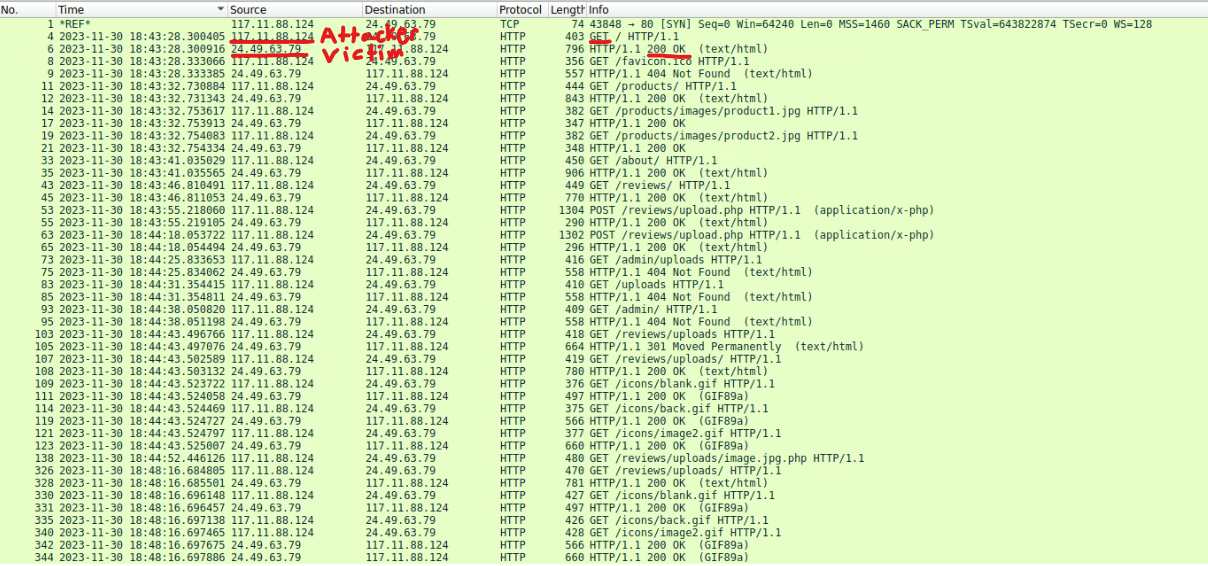 No. Time Source Destination Protocol Length Info
1 *REF* 117.11.88.124 24.49.63.79 TCP 74 43848 → 80 [SYN] Seq=0 Win=64240 Len=0 MSS=1460 SACK_PERM TSval=643822874 TSecr=0 WS=128
4 2023-11-30 18:43:28.300405 117.11.88.124 Attacker 24.49.63.79 HTTP 403 GET / HTTP/1.1
6 2023-11-30 18:43:28.300916 24.49.63.79 Victim 117.11.88.124 HTTP 796 HTTP/1.1 200 OK (text/html)
8 2023-11-30 18:43:28.333066 117.11.88.124 24.49.63.79 HTTP 356 GET /favicon.ico HTTP/1.1
9 2023-11-30 18:43:28.333385 24.49.63.79 117.11.88.124 HTTP 557 HTTP/1.1 404 Not Found (text/html)
11 2023-11-30 18:43:32.730884 117.11.88.124 24.49.63.79 HTTP 444 GET /products/ HTTP/1.1
12 2023-11-30 18:43:32.731343 24.49.63.79 117.11.88.124 HTTP 843 HTTP/1.1 200 OK (text/html)
14 2023-11-30 18:43:32.753617 117.11.88.124 24.49.63.79 HTTP 382 GET /products/images/product1.jpg HTTP/1.1
17 2023-11-30 18:43:32.753913 24.49.63.79 117.11.88.124 HTTP 347 HTTP/1.1 200 OK
19 2023-11-30 18:43:32.754083 117.11.88.124 24.49.63.79 HTTP 382 GET /products/images/product2.jpg HTTP/1.1
21 2023-11-30 18:43:32.754334 24.49.63.79 117.11.88.124 HTTP 348 HTTP/1.1 200 OK
33 2023-11-30 18:43:41.035029 117.11.88.124 24.49.63.79 HTTP 450 GET /about/ HTTP/1.1
35 2023-11-30 18:43:41.035565 24.49.63.79 117.11.88.124 HTTP 906 HTTP/1.1 200 OK (text/html)
43 2023-11-30 18:43:46.810491 117.11.88.124 24.49.63.79 HTTP 449 GET /reviews/ HTTP/1.1
45 2023-11-30 18:43:46.811053 24.49.63.79 117.11.88.124 HTTP 770 HTTP/1.1 200 OK (text/html)
53 2023-11-30 18:43:55.218060 117.11.88.124 24.49.63.79 HTTP 1304 POST /reviews/upload.php HTTP/1.1 (application/x-php)
55 2023-11-30 18:43:55.219105 24.49.63.79 117.11.88.124 HTTP 290 HTTP/1.1 200 OK (text/html)
63 2023-11-30 18:44:18.053722 117.11.88.124 24.49.63.79 HTTP 1302 POST /reviews/upload.php HTTP/1.1 (application/x-php)
65 2023-11-30 18:44:18.054494 24.49.63.79 117.11.88.124 HTTP 296 HTTP/1.1 200 OK (text/html)
73 2023-11-30 18:44:25.833653 117.11.88.124 24.49.63.79 HTTP 416 GET /admin/uploads HTTP/1.1
75 2023-11-30 18:44:25.834062 24.49.63.79 117.11.88.124 HTTP 558 HTTP/1.1 404 Not Found (text/html)
83 2023-11-30 18:44:31.354415 117.11.88.124 24.49.63.79 HTTP 410 GET /uploads HTTP/1.1
85 2023-11-30 18:44:31.354811 24.49.63.79 117.11.88.124 HTTP 558 HTTP/1.1 404 Not Found (text/html)
93 2023-11-30 18:44:38.050820 117.11.88.124 24.49.63.79 HTTP 409 GET /admin/ HTTP/1.1
95 2023-11-30 18:44:38.051198 24.49.63.79 117.11.88.124 HTTP 558 HTTP/1.1 404 Not Found (text/html)
103 2023-11-30 18:44:43.496766 117.11.88.124 24.49.63.79 HTTP 418 GET /reviews/uploads HTTP/1.1
105 2023-11-30 18:44:43.497076 24.49.63.79 117.11.88.124 HTTP 664 HTTP/1.1 301 Moved Permanently (text/html)
107 2023-11-30 18:44:43.502589 117.11.88.124 24.49.63.79 HTTP 419 GET /reviews/uploads/ HTTP/1.1
108 2023-11-30 18:44:43.503132 24.49.63.79 117.11.88.124 HTTP 780 HTTP/1.1 200 OK (text/html)
109 2023-11-30 18:44:43.523722 117.11.88.124 24.49.63.79 HTTP 376 GET /icons/blank.gif HTTP/1.1
111 2023-11-30 18:44:43.524058 24.49.63.79 117.11.88.124 HTTP 497 HTTP/1.1 200 OK (GIF89a)
114 2023-11-30 18:44:43.524469 117.11.88.124 24.49.63.79 HTTP 375 GET /icons/back.gif HTTP/1.1
119 2023-11-30 18:44:43.524727 24.49.63.79 117.11.88.124 HTTP 566 HTTP/1.1 200 OK (GIF89a)
121 2023-11-30 18:44:43.524797 117.11.88.124 24.49.63.79 HTTP 377 GET /icons/image2.gif HTTP/1.1
123 2023-11-30 18:44:43.525007 24.49.63.79 117.11.88.124 HTTP 660 HTTP/1.1 200 OK (GIF89a)
138 2023-11-30 18:44:52.446126 117.11.88.124 24.49.63.79 HTTP 480 GET /reviews/uploads/image.jpg.php HTTP/1.1
326 2023-11-30 18:48:16.684805 117.11.88.124 24.49.63.79 HTTP 470 GET /reviews/uploads/ HTTP/1.1
328 2023-11-30 18:48:16.685501 24.49.63.79 117.11.88.124 HTTP 781 HTTP/1.1 200 OK (text/html)
330 2023-11-30 18:48:16.696148 117.11.88.124 24.49.63.79 HTTP 427 GET /icons/blank.gif HTTP/1.1
331 2023-11-30 18:48:16.696457 24.49.63.79 117.11.88.124 HTTP 497 HTTP/1.1 200 OK (GIF89a)
335 2023-11-30 18:48:16.697138 117.11.88.124 24.49.63.79 HTTP 426 GET /icons/back.gif HTTP/1.1
340 2023-11-30 18:48:16.697465 117.11.88.124 24.49.63.79 HTTP 428 GET /icons/image2.gif HTTP/1.1
342 2023-11-30 18:48:16.697675 24.49.63.79 117.11.88.124 HTTP 566 HTTP/1.1 200 OK (GIF89a)
344 2023-11-30 18:48:16.697886 24.49.63.79 117.11.88.124 HTTP 660 HTTP/1.1 200 OK (GIF89a)